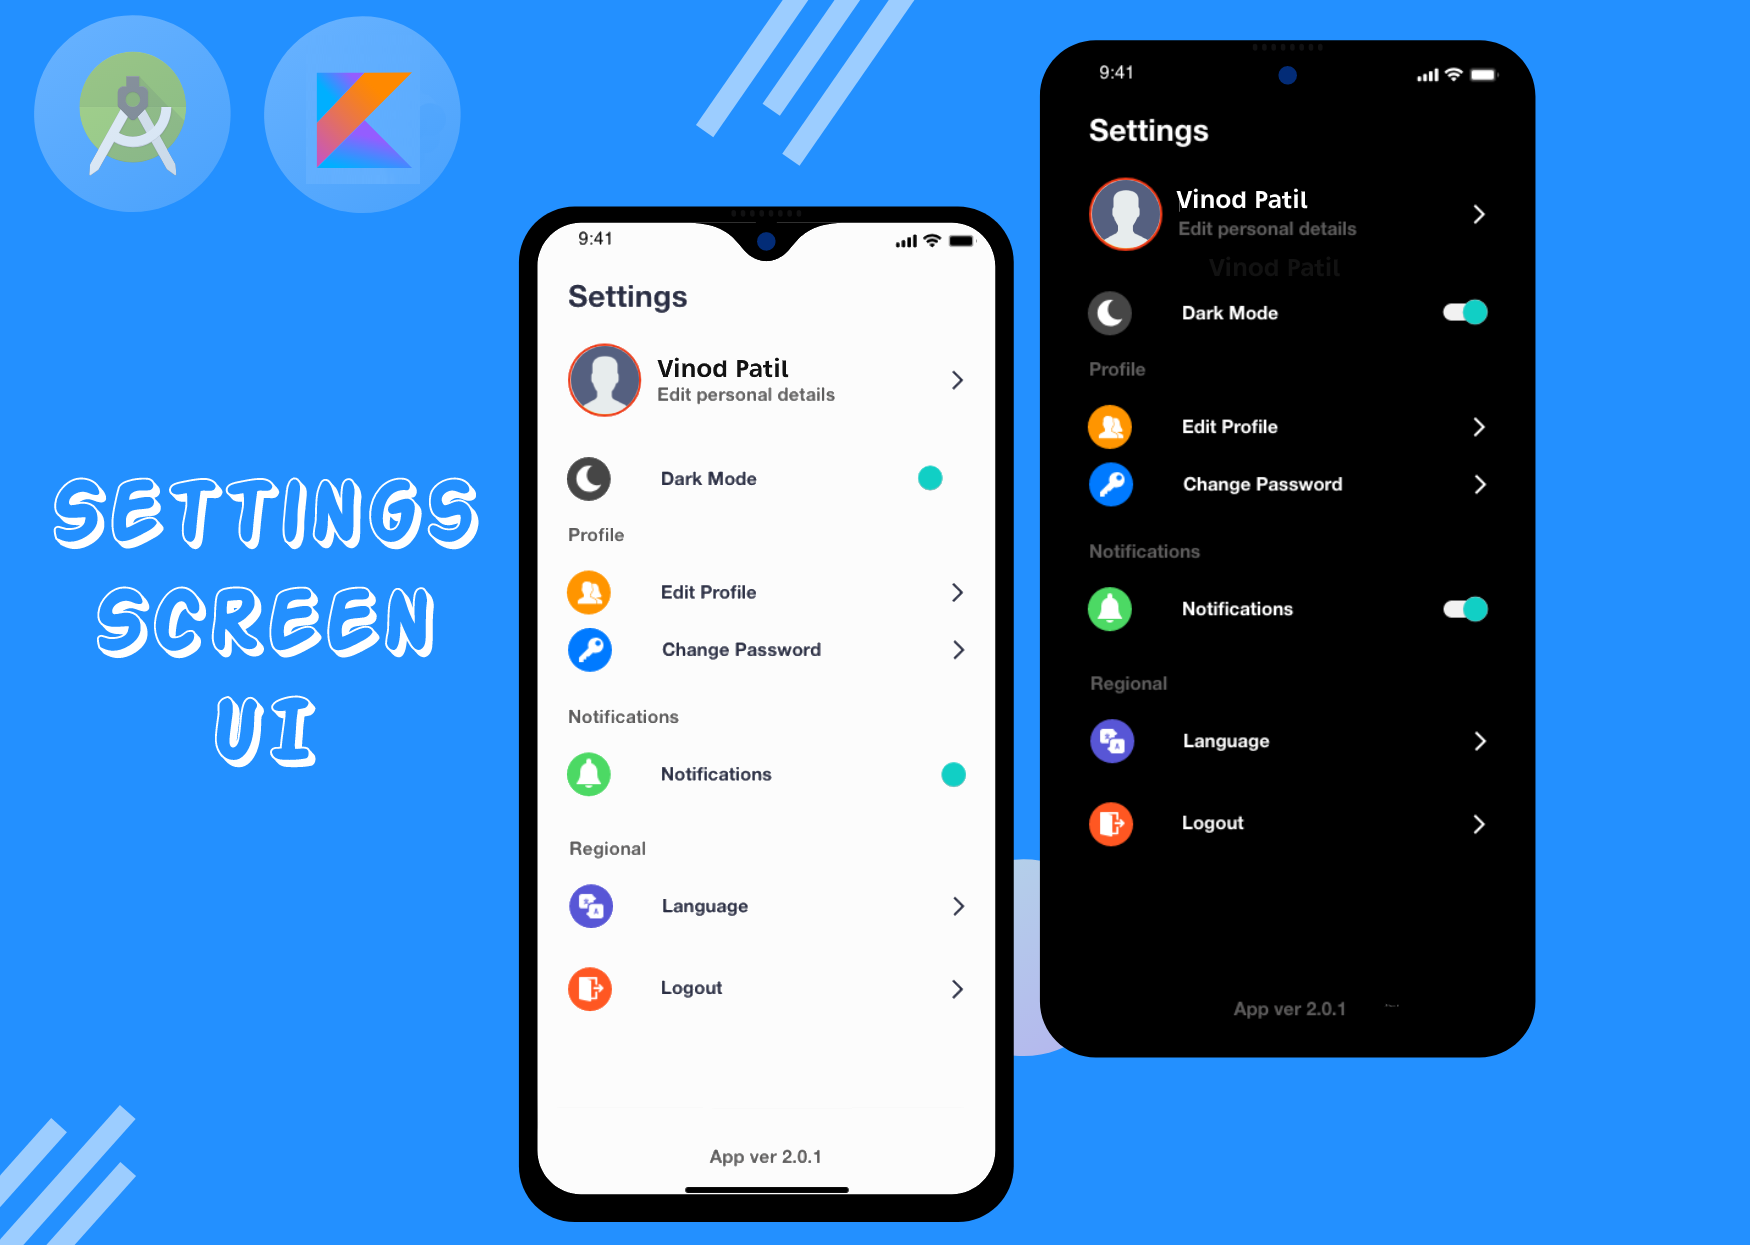 SETTINGS
SCREEN
UI
9:41
Settings
Vinod Patil
Edit personal details
Dark Mode
Profile
Edit Profile
Change Password
Notifications
Notifications
Regional
Language
Logout
App ver 2.0.1
9:41
Settings
Vinod Patil
Edit personal details
Vinod Patil
Dark Mode
Profile
Edit Profile
Change Password
Notifications
Notifications
Regional
Language
Logout
App ver 2.0.1